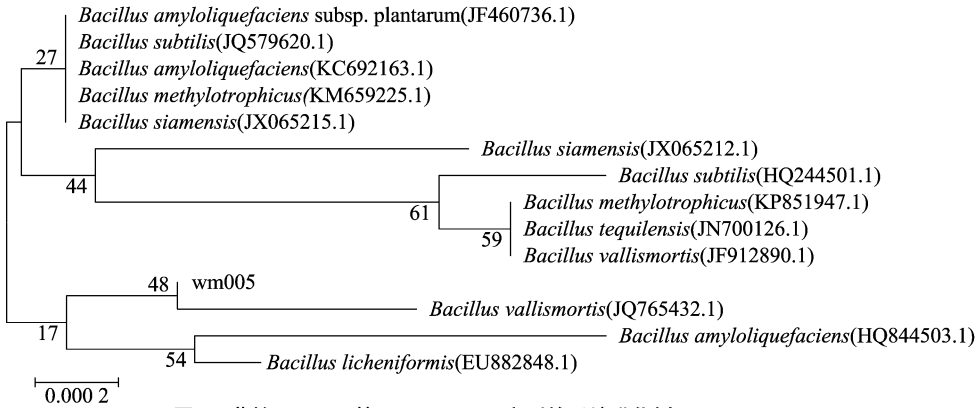 Bacillus amyloliquefaciens subsp. plantarum(JF460736.1)
27
Bacillus subtilis(JQ579620.1)
Bacillus amyloliquefaciens(KC692163.1)
Bacillus methylotrophicus(KM659225.1)
Bacillus siamensis(JX065215.1)
Bacillus siamensis(JX065212.1)
44
Bacillus subtilis(HQ244501.1)
61
Bacillus methylotrophicus(KP851947.1)
Bacillus tequilensis(JN700126.1)
59
Bacillus vallismortis(JF912890.1)
48
wm005
Bacillus vallismortis(JQ765432.1)
17
Bacillus amyloliquefaciens(HQ844503.1)
54
Bacillus licheniformis(EU882848.1)
0.000 2